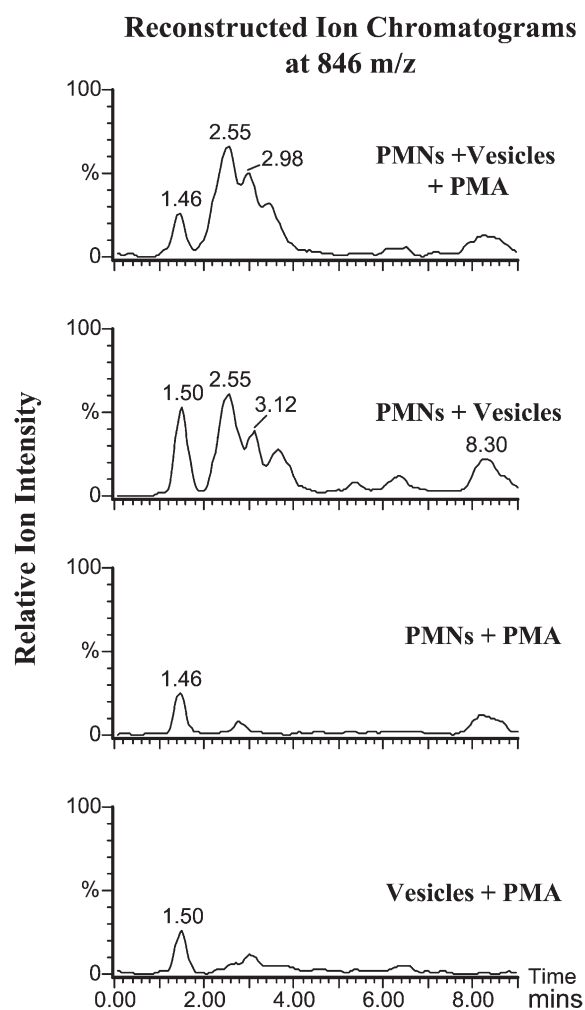 Reconstructed Ion Chromatograms
at 846 m/z
Relative Ion Intensity
100
%
0
1.46
2.55
2.98
PMNs +Vesicles
+ PMA
100
%
0
1.50
2.55
3.12
PMNs + Vesicles
8.30
100
%
0
1.46
PMNs + PMA
100
%
0
1.50
Vesicles + PMA
0.00 2.00 4.00 6.00 8.00
Time
mins